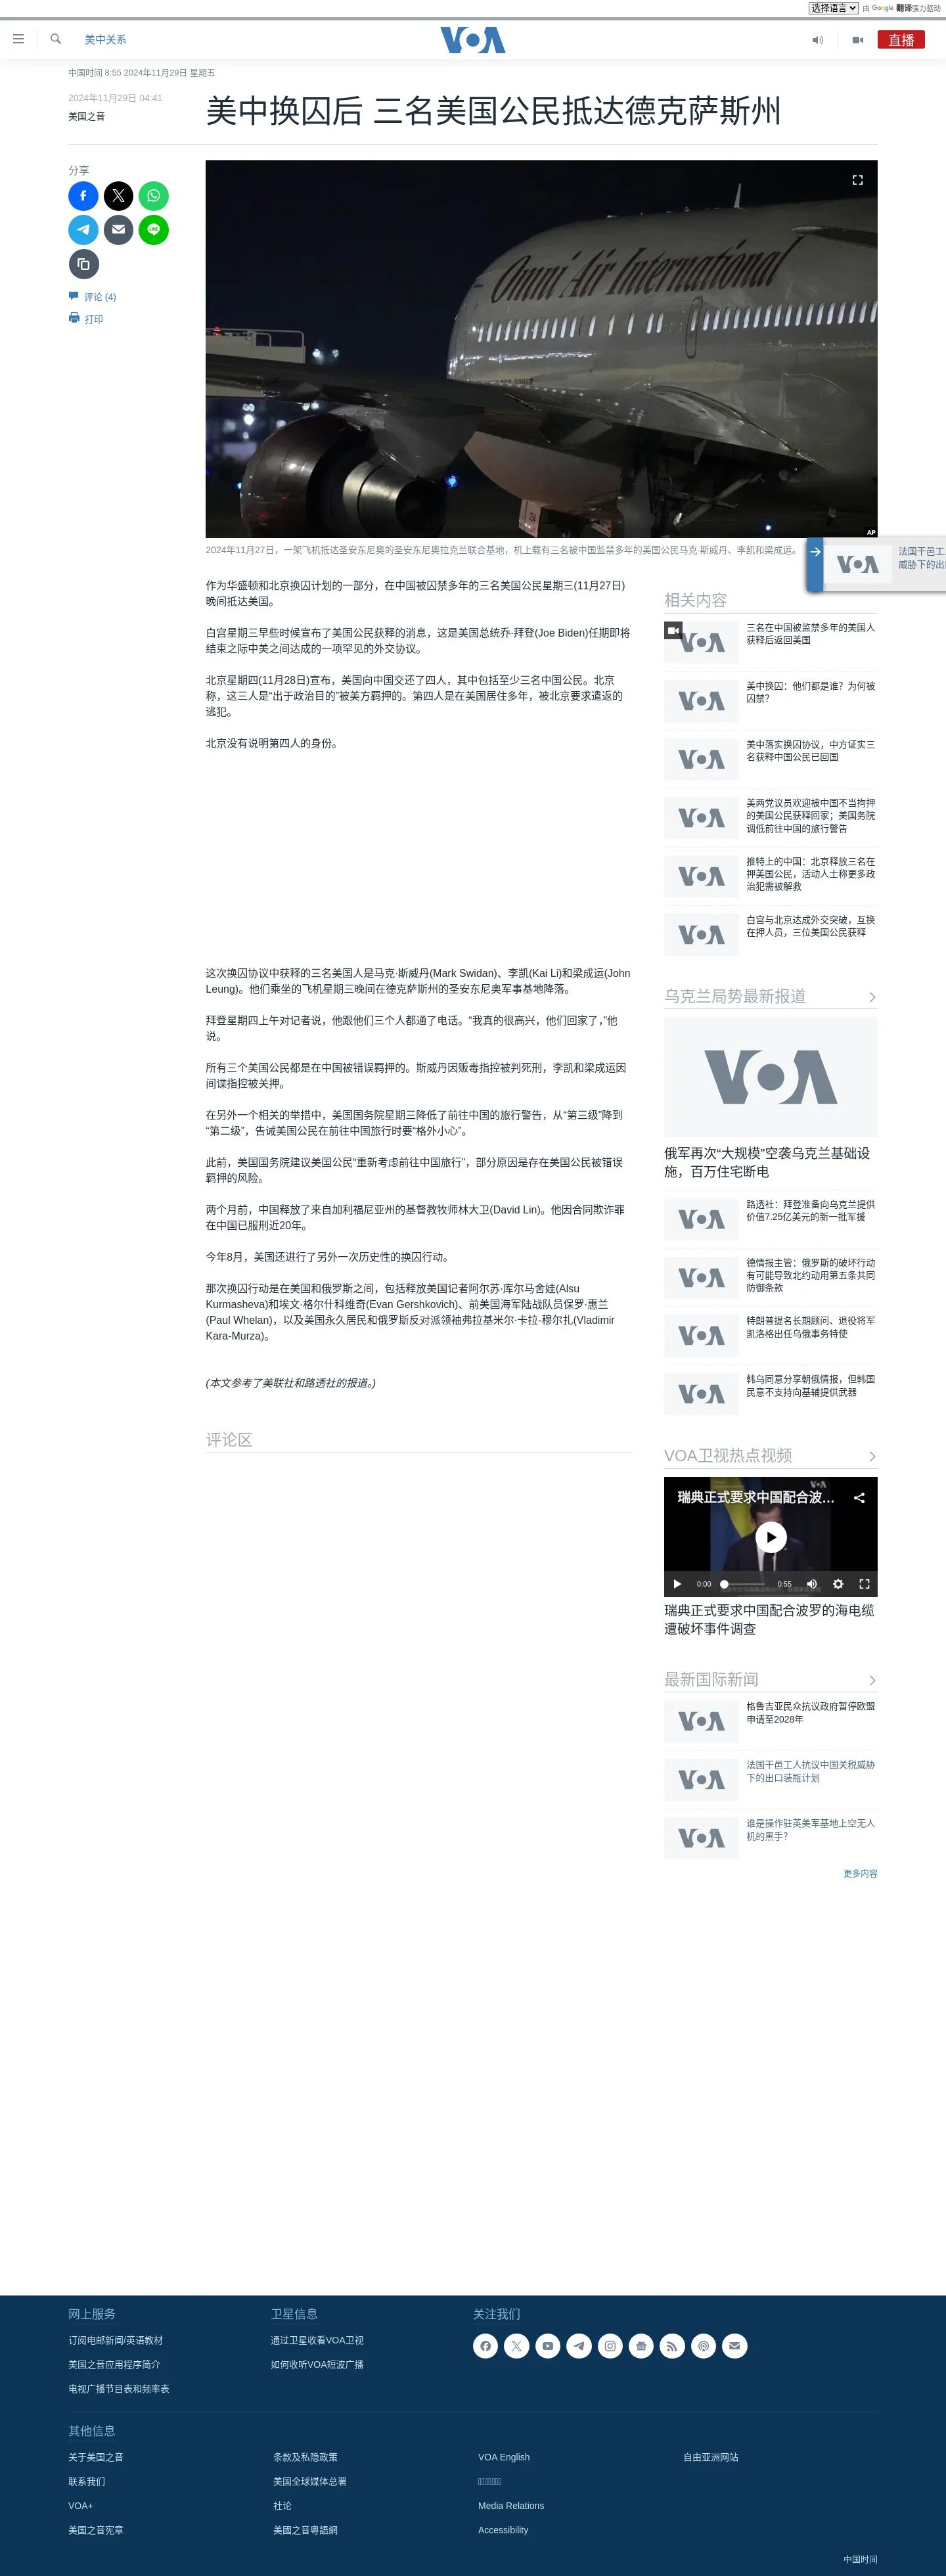 选择语言 由 Google 翻译强力驱动
美中关系
VOA
直播
中国时间 8:55 2024年11月29日 星期五
2024年11月29日 04:41
美国之音
美中换囚后 三名美国公民抵达德克萨斯州
分享
评论 (4)
打印
Omni Air International
AP
2024年11月27日，一架飞机抵达圣安东尼奥的圣安东尼奥拉克兰联合基地，机上载有三名被中国监禁多年的美国公民马克·斯威丹、李凯和梁成运。
法国干邑工
威胁下的出
作为华盛顿和北京换囚计划的一部分，在中国被囚禁多年的三名美国公民星期三(11月27日)
晚间抵达美国。
白宫星期三早些时候宣布了美国公民获释的消息，这是美国总统乔·拜登(Joe Biden)任期即将
结束之际中美之间达成的一项罕见的外交协议。
北京星期四(11月28日)宣布，美国向中国交还了四人，其中包括至少三名中国公民。北京
称，这三人是“出于政治目的”被美方羁押的。第四人是在美国居住多年，被北京要求遣返的
逃犯。
北京没有说明第四人的身份。
这次换囚协议中获释的三名美国人是马克·斯威丹(Mark Swidan)、李凯(Kai Li)和梁成运(John
Leung)。他们乘坐的飞机星期三晚间在德克萨斯州的圣安东尼奥军事基地降落。
拜登星期四上午对记者说，他跟他们三个人都通了电话。“我真的很高兴，他们回家了，”他
说。
所有三个美国公民都是在中国被错误羁押的。斯威丹因贩毒指控被判死刑，李凯和梁成运因
间谍指控被关押。
在另外一个相关的举措中，美国国务院星期三降低了前往中国的旅行警告，从“第三级”降到
“第二级”，告诫美国公民在前往中国旅行时要“格外小心”。
此前，美国国务院建议美国公民“重新考虑前往中国旅行”，部分原因是存在美国公民被错误
羁押的风险。
两个月前，中国释放了来自加利福尼亚州的基督教牧师林大卫(David Lin)。他因合同欺诈罪
在中国已服刑近20年。
今年8月，美国还进行了另外一次历史性的换囚行动。
那次换囚行动是在美国和俄罗斯之间，包括释放美国记者阿尔苏·库尔马舍娃(Alsu
Kurmasheva)和埃文·格尔什科维奇(Evan Gershkovich)、前美国海军陆战队员保罗·惠兰
(Paul Whelan)，以及美国永久居民和俄罗斯反对派领袖弗拉基米尔·卡拉-穆尔扎(Vladimir
Kara-Murza)。
(本文参考了美联社和路透社的报道。)
评论区
相关内容
三名在中国被监禁多年的美国人
获释后返回美国
美中换囚：他们都是谁？为何被
囚禁？
美中落实换囚协议，中方证实三
名获释中国公民已回国
美两党议员欢迎被中国不当拘押
的美国公民获释回家；美国务院
调低前往中国的旅行警告
推特上的中国：北京释放三名在
押美国公民，活动人士称更多政
治犯需被解救
白宫与北京达成外交突破，互换
在押人员，三位美国公民获释
乌克兰局势最新报道
VOA
俄军再次“大规模”空袭乌克兰基础设
施，百万住宅断电
路透社：拜登准备向乌克兰提供
价值7.25亿美元的新一批军援
德情报主管：俄罗斯的破坏行动
有可能导致北约动用第五条共同
防御条款
特朗普提名长期顾问、退役将军
凯洛格出任乌俄事务特使
韩乌同意分享朝俄情报，但韩国
民意不支持向基辅提供武器
VOA卫视热点视频
瑞典正式要求中国配合波...
0:00 0:55
瑞典正式要求中国配合波罗的海电缆
遭破坏事件调查
最新国际新闻
格鲁吉亚民众抗议政府暂停欧盟
申请至2028年
法国干邑工人抗议中国关税威胁
下的出口装瓶计划
谁是操作驻英美军基地上空无人
机的黑手？
更多内容
网上服务
订阅电邮新闻/英语教材
美国之音应用程序简介
电视广播节目表和频率表
卫星信息
通过卫星收看VOA卫视
如何收听VOA短波广播
关注我们
其他信息
关于美国之音
联系我们
VOA+
美国之音宪章
条款及私隐政策
美国全球媒体总署
社论
美國之音粵語網
VOA English
Media Relations
Accessibility
自由亚洲网站
中国时间